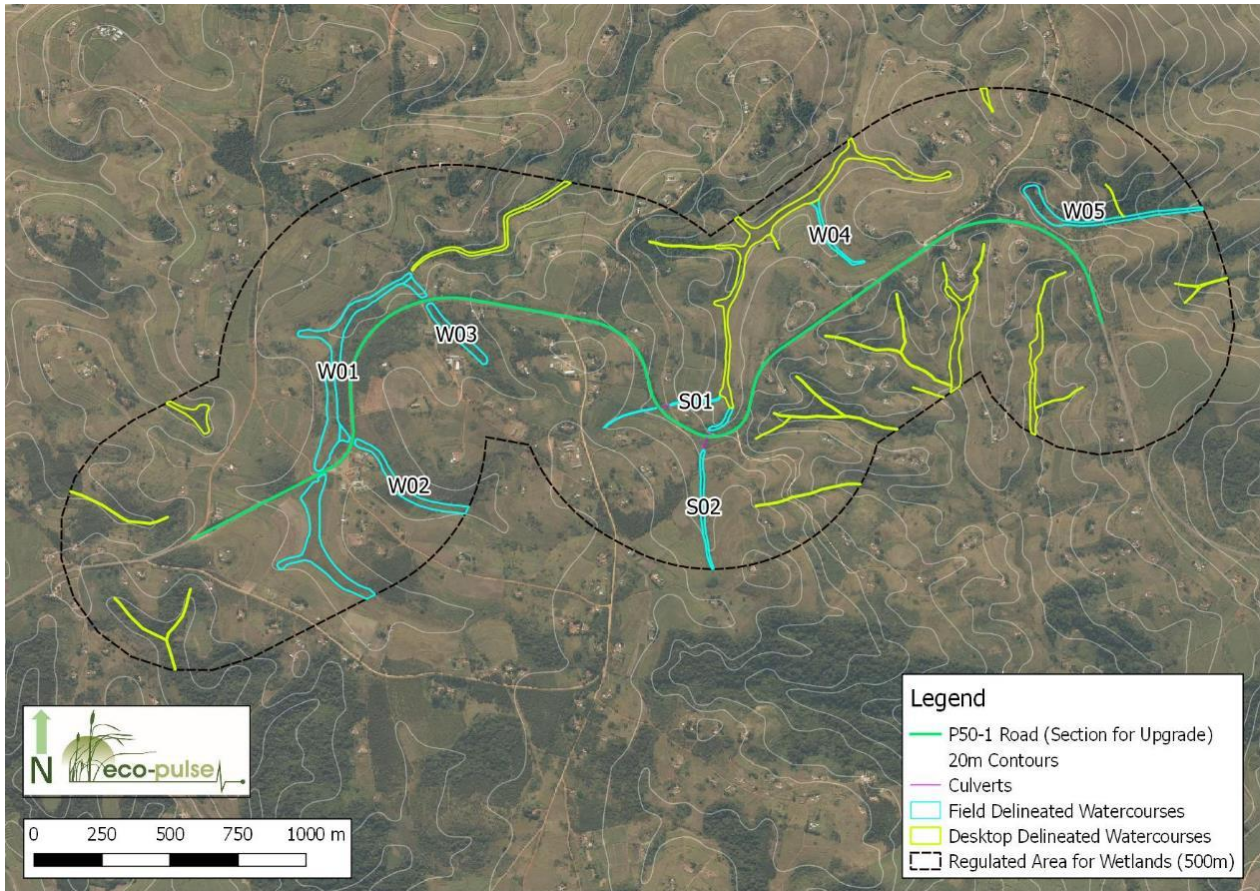 W05
W04
W03
W01
S01
W02
S02
Legend
P50-1 Road (Section for Upgrade)
20m Contours
Culverts
Field Delineated Watercourses
Desktop Delineated Watercourses
Regulated Area for Wetlands (500m)
N
eco-pulse
0 250 500 750 1000 m